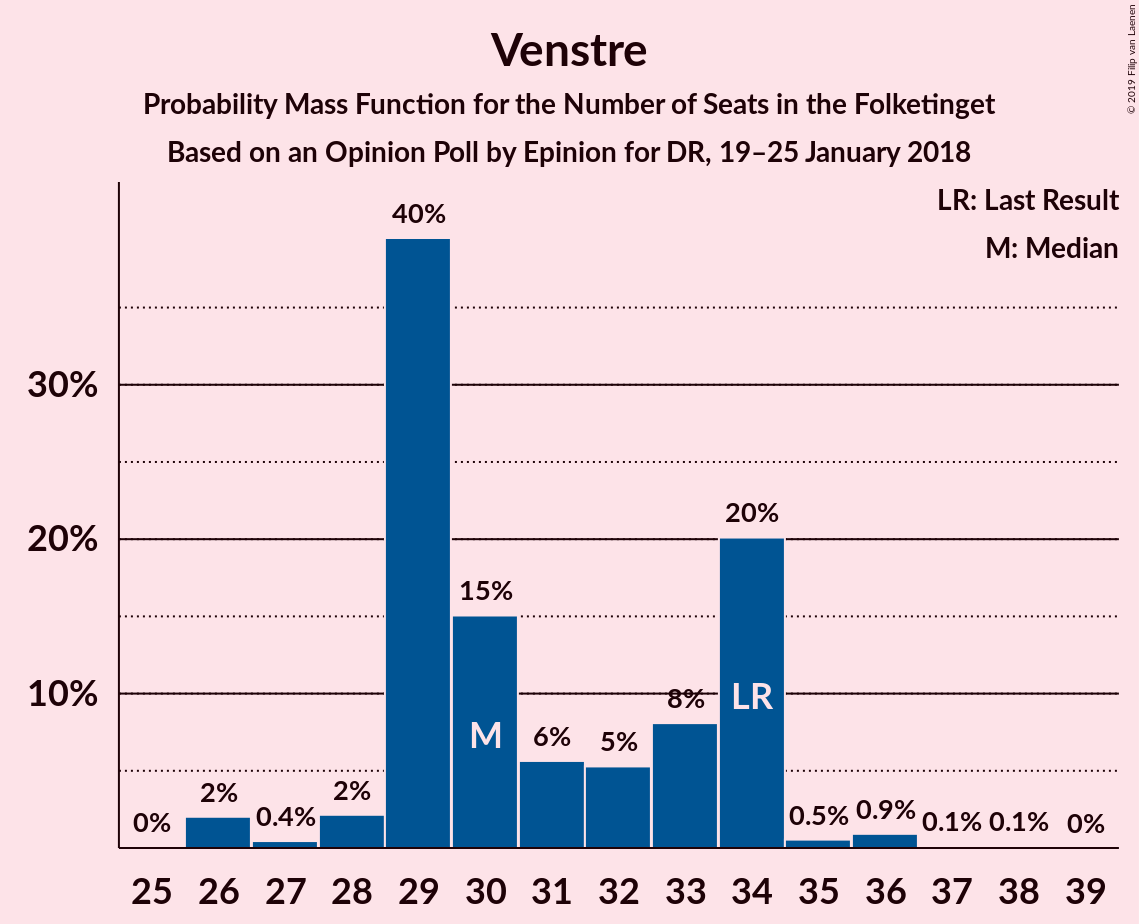 Venstre
Probability Mass Function for the Number of Seats in the Folketinget
Based on an Opinion Poll by Epinion for DR, 19–25 January 2018
© 2019 Filip van Laenen
LR: Last Result
M: Median
40%
30%
20%
20%
15%
10%
8%
LR
M
6%
5%
2%
0.4%
2%
0%
0.5%
0.9%
0.1%
0.1%
0%
25 26 27 28 29 30 31 32 33 34 35 36 37 38 39